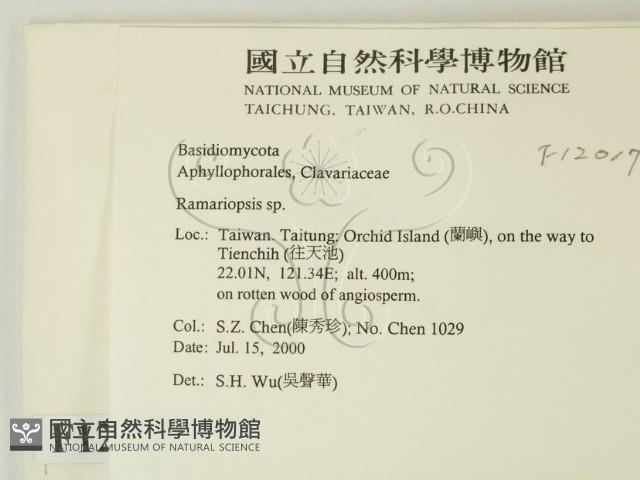 國立自然科學博物館
NATIONAL MUSEUM OF NATURAL SCIENCE
TAICHUNG, TAIWAN, R.O.CHINA
F12017
Basidiomycota
Aphyllophorales, Clavariaceae
Ramariopsis sp.
Loc.: Taiwan. Taitung: Orchid Island (蘭嶼), on the way to
Tienchih (往天池)
22.01N, 121.34E; alt. 400m;
on rotten wood of angiosperm.
Col.: S.Z. Chen(陳秀珍); No. Chen 1029
Date: Jul. 15, 2000
Det.: S.H. Wu(吳聲華)
國立自然科學博物館
NATIONAL MUSEUM OF NATURAL SCIENCE